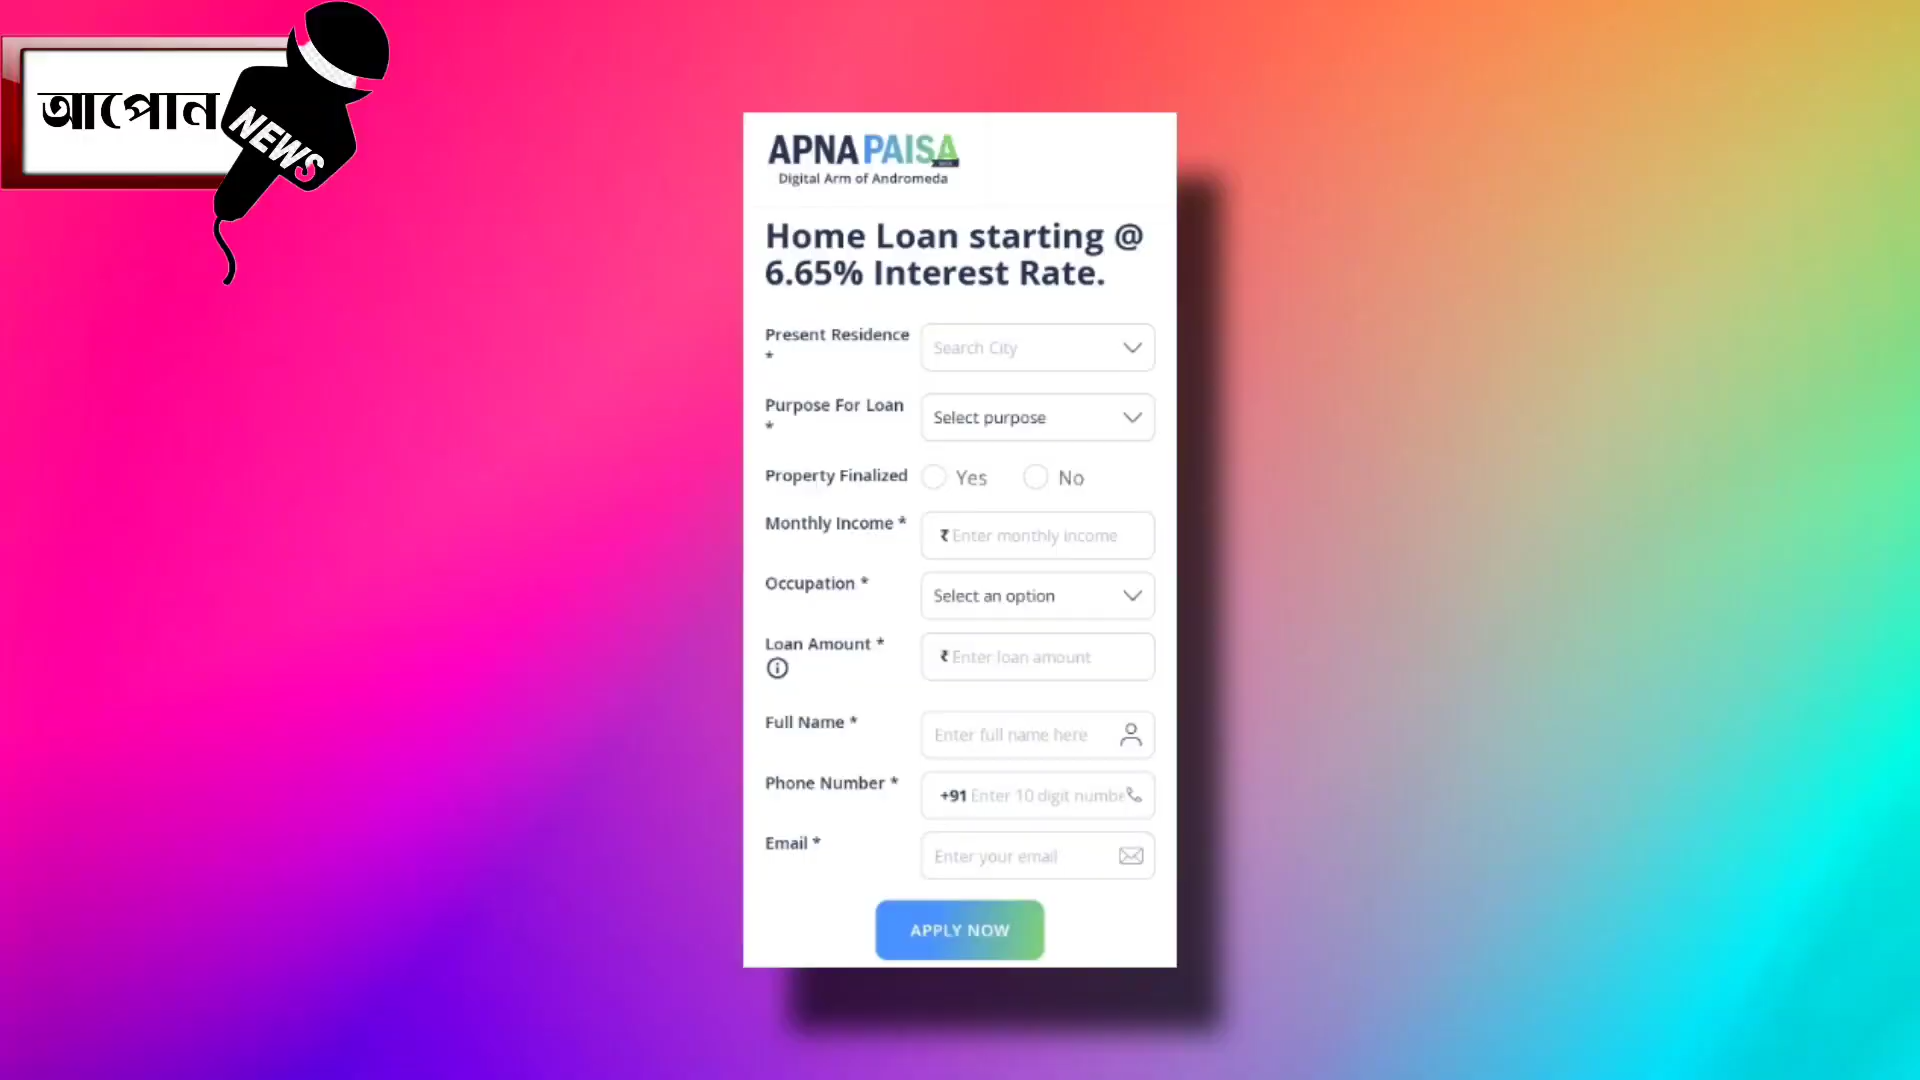 আপোন
NEWS
APNAPAISA
Digital Arm of Andromeda
Home Loan starting @
6.65% Interest Rate.
Present Residence
*
Search City
Purpose For Loan
*
Select purpose
Property Finalized
Yes
No
Monthly Income *
₹ Enter monthly income
Occupation *
Select an option
Loan Amount *
₹ Enter loan amount
Full Name *
Enter full name here
Phone Number *
+91 Enter 10 digit numbe
Email *
Enter your email
APPLY NOW